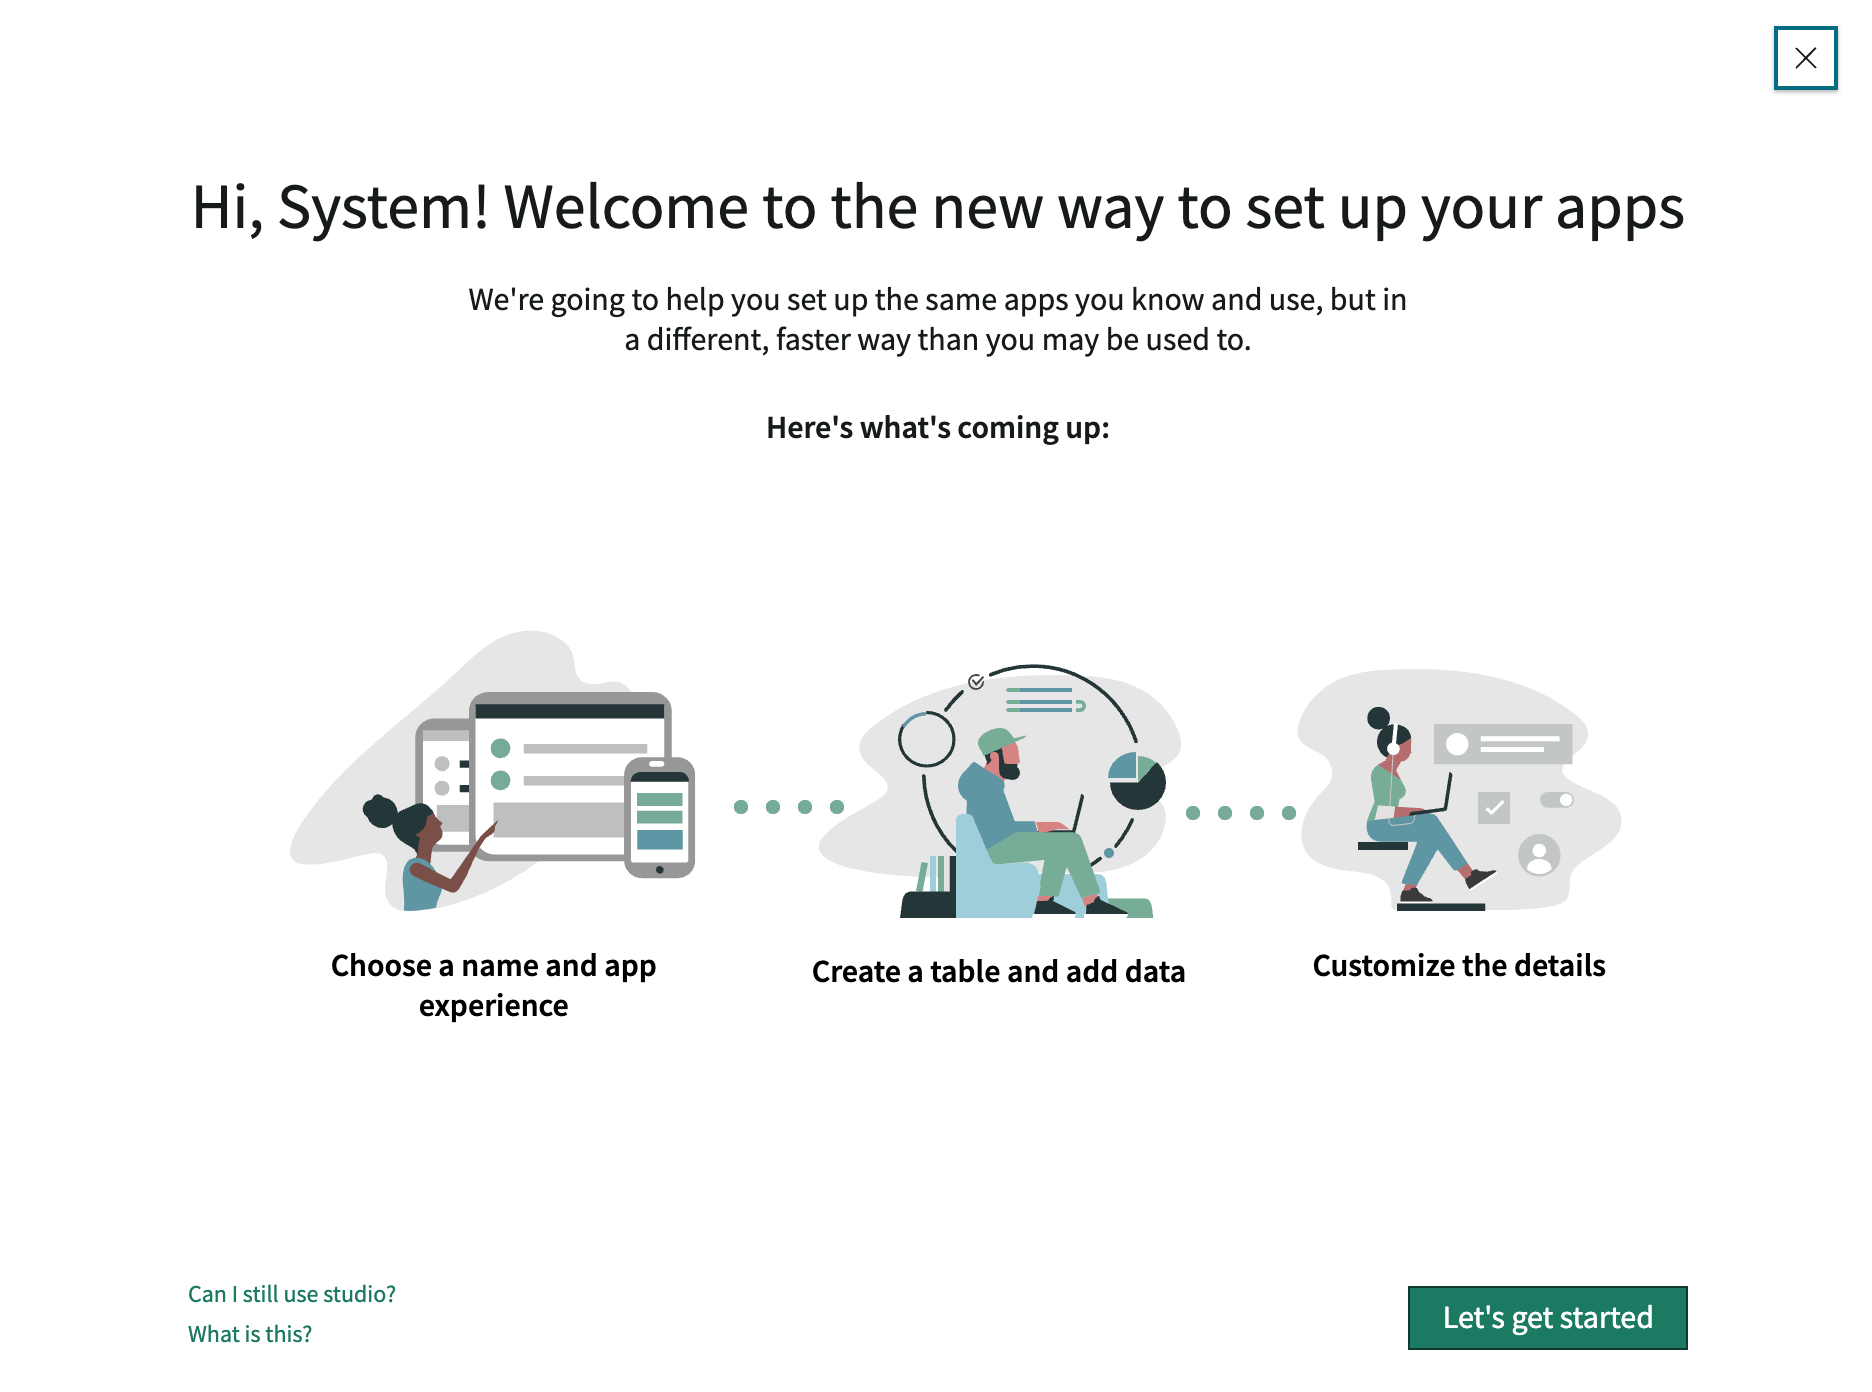 Hi, System! Welcome to the new way to set up your apps
We're going to help you set up the same apps you know and use, but in
a different, faster way than you may be used to.
Here's what's coming up:
Choose a name and app
experience
Create a table and add data
Customize the details
Can I still use studio?
What is this?
Let's get started